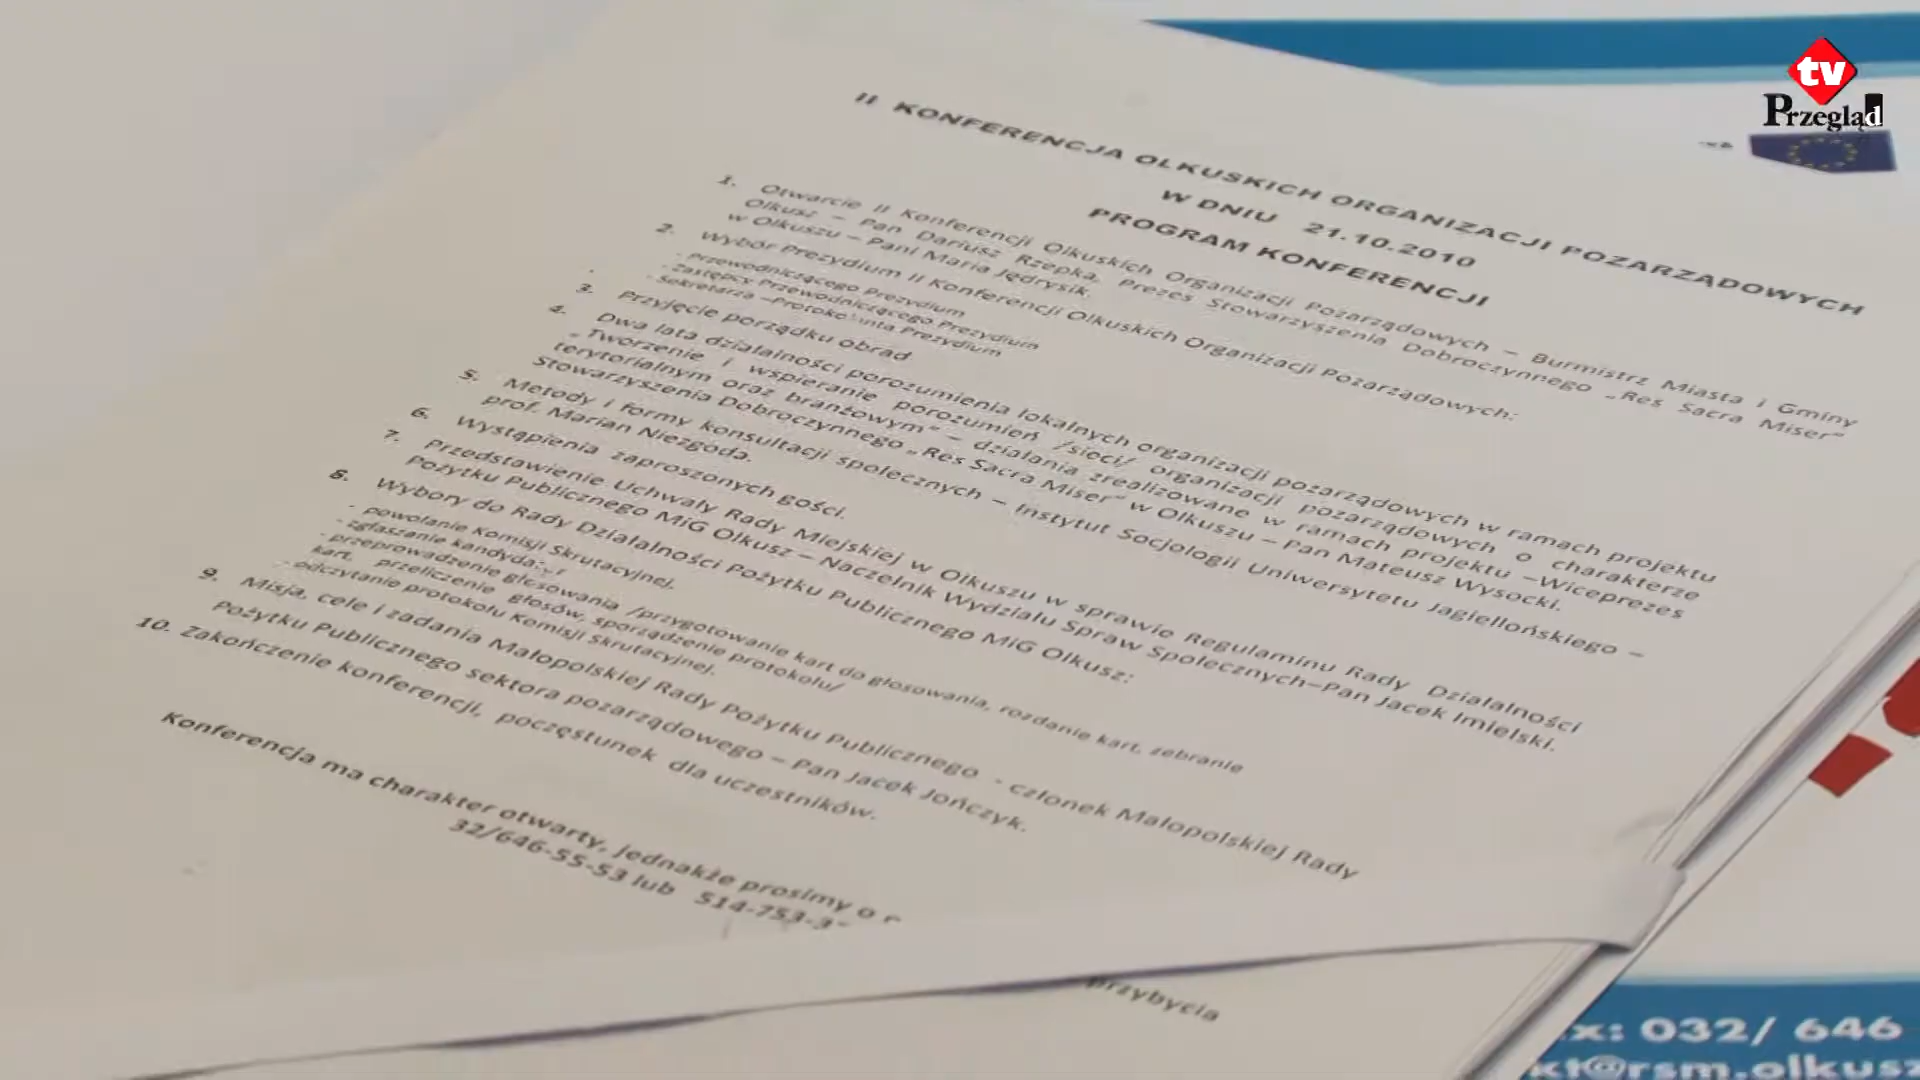 tv
Przegląd
II KONFERENCJA OLKUSKICH ORGANIZACJI POZARZĄDOWYCH
W DNIU 21.10.2010
PROGRAM KONFERENCJI
1. Otwarcie II Konferencji Olkuskich Organizacji Pozarządowych – Burmistrz Miasta i Gminy
Olkusz – Pan Dariusz Rzepka, Prezes Stowarzyszenia Dobroczynnego „Res Sacra Miser"
w Olkuszu – Pani Maria Jędrysik.
2. Wybór Prezydium II Konferencji Olkuskich Organizacji Pozarządowych:
- przewodniczącego Prezydium
- Zastępcy Przewodniczącego Prezydium
- Sekretarza –Protokolanta Prezydium
3. Przyjęcie porządku obrad
4. Dwa lata działalności porozumienia lokalnych organizacji pozarządowych w ramach projektu
„Tworzenie i wspieranie porozumień /sieci/ organizacji pozarządowych o charakterze
terytorialnym oraz branżowym" – działania zrealizowane w ramach projektu –Wiceprezes
Stowarzyszenia Dobroczynnego „Res Sacra Miser" w Olkuszu – Pan Mateusz Wysocki.
5. Metody i formy konsultacji społecznych – Instytut Socjologii Uniwersytetu Jagiellońskiego –
prof. Marian Niezgoda.
6. Wystąpienia zaproszonych gości.
7. Przedstawienie Uchwały Rady Miejskiej w Olkuszu w sprawie Regulaminu Rady Działalności
Pożytku Publicznego MiG Olkusz – Naczelnik Wydziału Spraw Społecznych–Pan Jacek Imielski.
8. Wybory do Rady Działalności Pożytku Publicznego MiG Olkusz:
- powołanie Komisji Skrutacyjnej,
- zgłaszanie
- przeprowadzenie głosowania /przygotowanie kart do głosowania, rozdanie kart, zebranie
kart, przeliczenie głosów, sporządzenie protokołu/
- odczytanie protokołu Komisji Skrutacyjnej.
9. Misja, cele i zadania Małopolskiej Rady Pożytku Publicznego - członek Małopolskiej Rady
Pożytku Publicznego sektora pozarządowego – Pan Jacek Jończyk.
10. Zakończenie konferencji, poczęstunek dla uczestników.
Konferencja ma charakter otwarty, jednakże prosimy o
32/646-55-53 lub 514-753-3
przybycia
x: 032/ 646
kt@rsm.olkusz